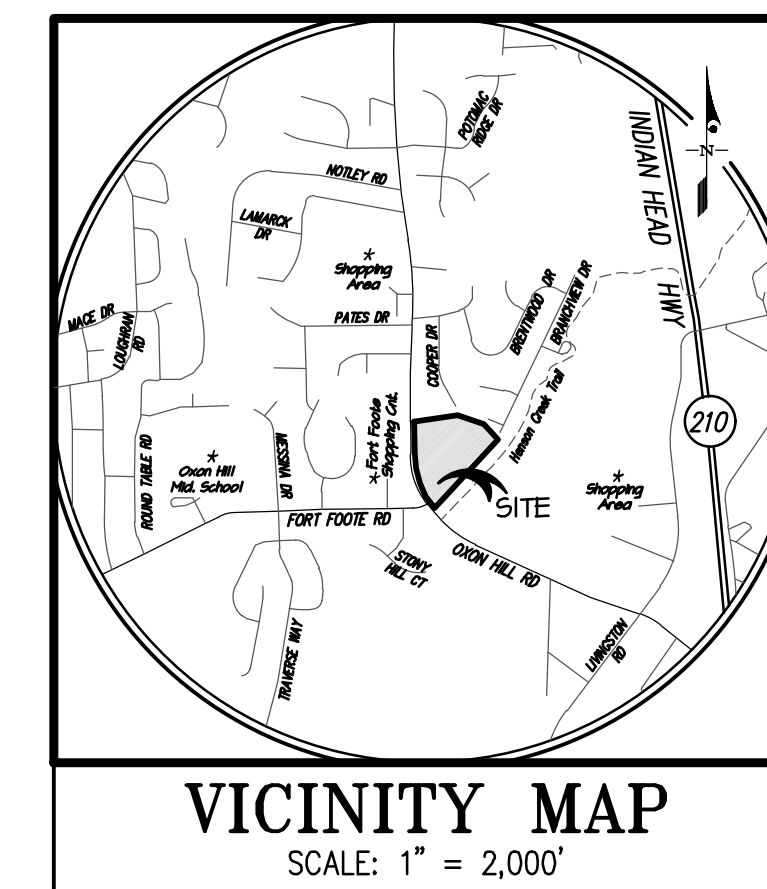 POTOMAC
RIDGE DR
INDIAN HEAD HWY
N
NOTLEY RD
LAMARCK
DR
Shopping
Area
MACE DR
LOUGHRAN
RD
PATES DR
COOPER DR
BRENTWOOD DR
BRANCHVIEW DR
Henson Creek Trail
210
Fort Foote
Shopping Cnt.
ROUND TABLE RD
Oxon Hill
Mid. School
MESSINA DR
SITE
Shopping
Area
FORT FOOTE RD
OXON HILL RD
STONY
HILL CT
TRAVERSE WAY
LIVINGSTON
RD
VICINITY MAP
SCALE: 1" = 2,000'